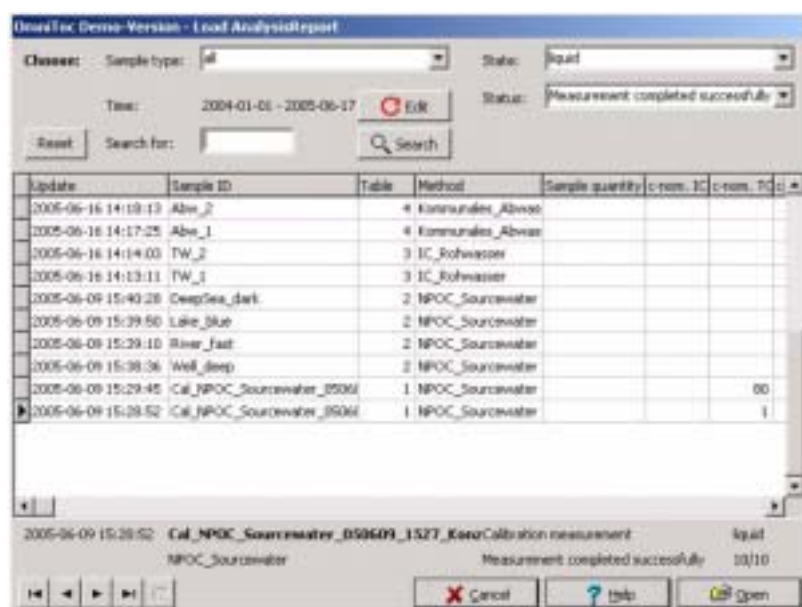 OmniToc Demo-Version - Load AnalysisReport
Choose: Sample type: all State: liquid
Time: 2004-01-01 - 2005-06-17 Edit Status: Measurement completed successfully
Reset Search for: Search
Update Sample ID Table Method Sample quantity c-nom. IC c-nom. TC c
2005-06-16 14:18:13 Abw_2 4 Kommunales_Abwas
2005-06-16 14:17:25 Abw_1 4 Kommunales_Abwas
2005-06-16 14:14:03 TW_2 3 IC_Rohwasser
2005-06-16 14:13:11 TW_1 3 IC_Rohwasser
2005-06-09 15:40:28 DeepSea_dark 2 NPOC_Sourcewater
2005-06-09 15:39:50 Lake_blue 2 NPOC_Sourcewater
2005-06-09 15:39:10 River_fast 2 NPOC_Sourcewater
2005-06-09 15:38:36 Well_deep 2 NPOC_Sourcewater
2005-06-09 15:29:45 Cal_NPOC_Sourcewater_0506 1 NPOC_Sourcewater 80
2005-06-09 15:28:52 Cal_NPOC_Sourcewater_0506 1 NPOC_Sourcewater 1
2005-06-09 15:28:52 Cal_NPOC_Sourcewater_050609_1527_Konz Calibration measurement liquid
NPOC_Sourcewater Measurement completed successfully 10/10
Cancel Help Open